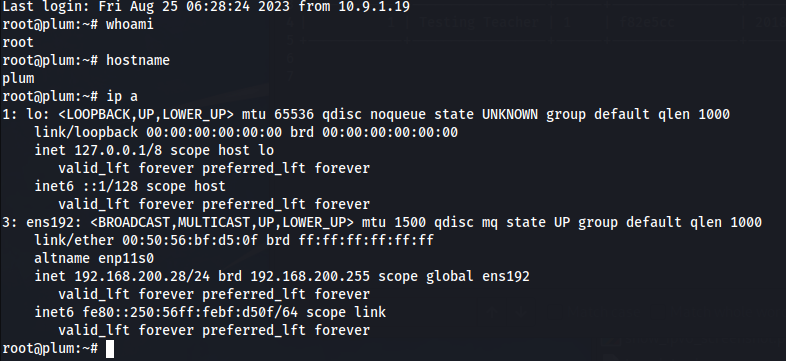 Last login: Fri Aug 25 06:28:24 2023 from 10.9.1.19
root@plum:~# whoami
root
root@plum:~# hostname
plum
root@plum:~# ip a
1: lo: <LOOPBACK,UP,LOWER_UP> mtu 65536 qdisc noqueue state UNKNOWN group default qlen 1000
    link/loopback 00:00:00:00:00:00 brd 00:00:00:00:00:00
    inet 127.0.0.1/8 scope host lo
       valid_lft forever preferred_lft forever
    inet6 ::1/128 scope host
       valid_lft forever preferred_lft forever
3: ens192: <BROADCAST,MULTICAST,UP,LOWER_UP> mtu 1500 qdisc mq state UP group default qlen 1000
    link/ether 00:50:56:bf:d5:0f brd ff:ff:ff:ff:ff:ff
    altname enp11s0
    inet 192.168.200.28/24 brd 192.168.200.255 scope global ens192
       valid_lft forever preferred_lft forever
    inet6 fe80::250:56ff:febf:d50f/64 scope link
       valid_lft forever preferred_lft forever
root@plum:~#